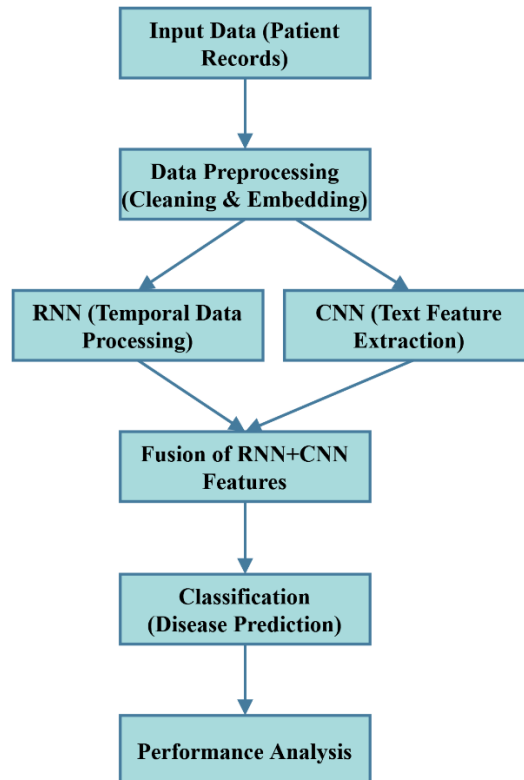 Input Data (Patient
Records)
Data Preprocessing
(Cleaning & Embedding)
RNN (Temporal Data
Processing)
CNN (Text Feature
Extraction)
Fusion of RNN+CNN
Features
Classification
(Disease Prediction)
Performance Analysis